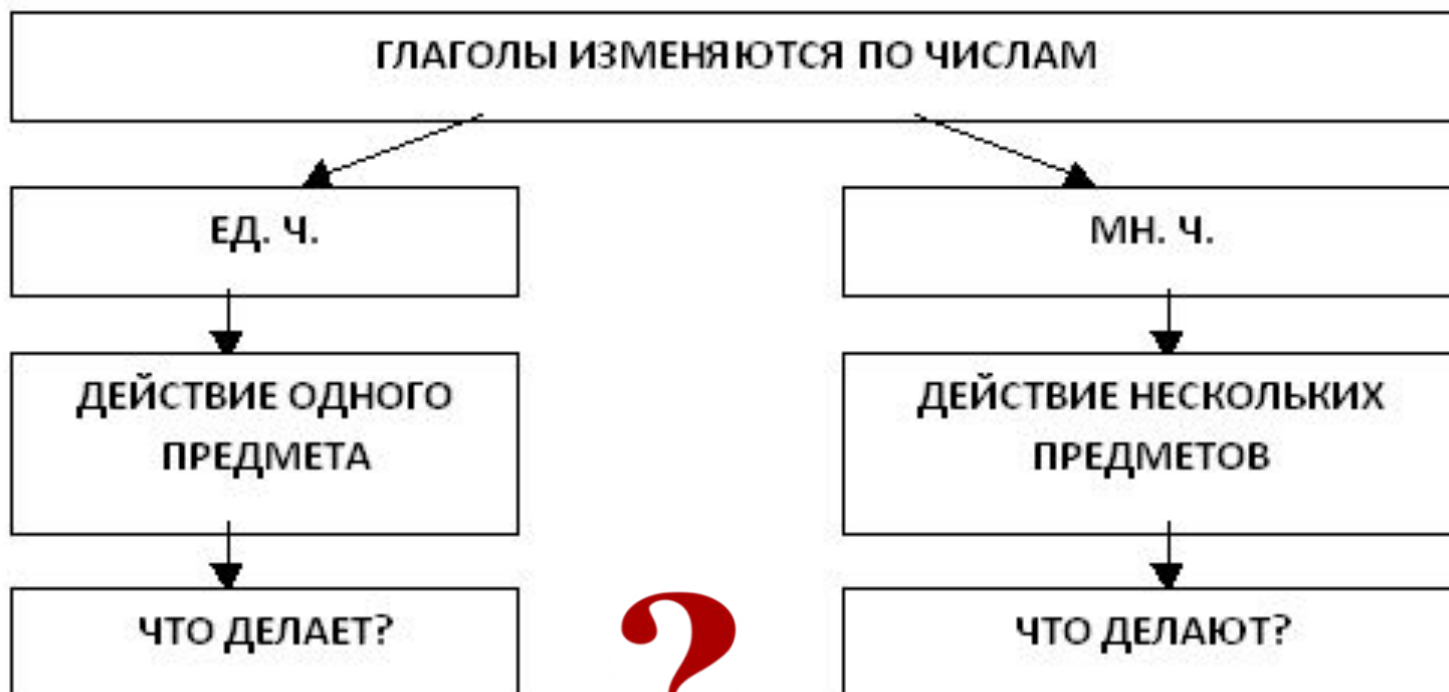 ГЛАГОЛЫ ИЗМЕНЯЮТСЯ ПО ЧИСЛАМ
ЕД. Ч.
МН. Ч.
ДЕЙСТВИЕ ОДНОГО
ПРЕДМЕТА
ДЕЙСТВИЕ НЕСКОЛЬКИХ
ПРЕДМЕТОВ
ЧТО ДЕЛАЕТ?
?
ЧТО ДЕЛАЮТ?